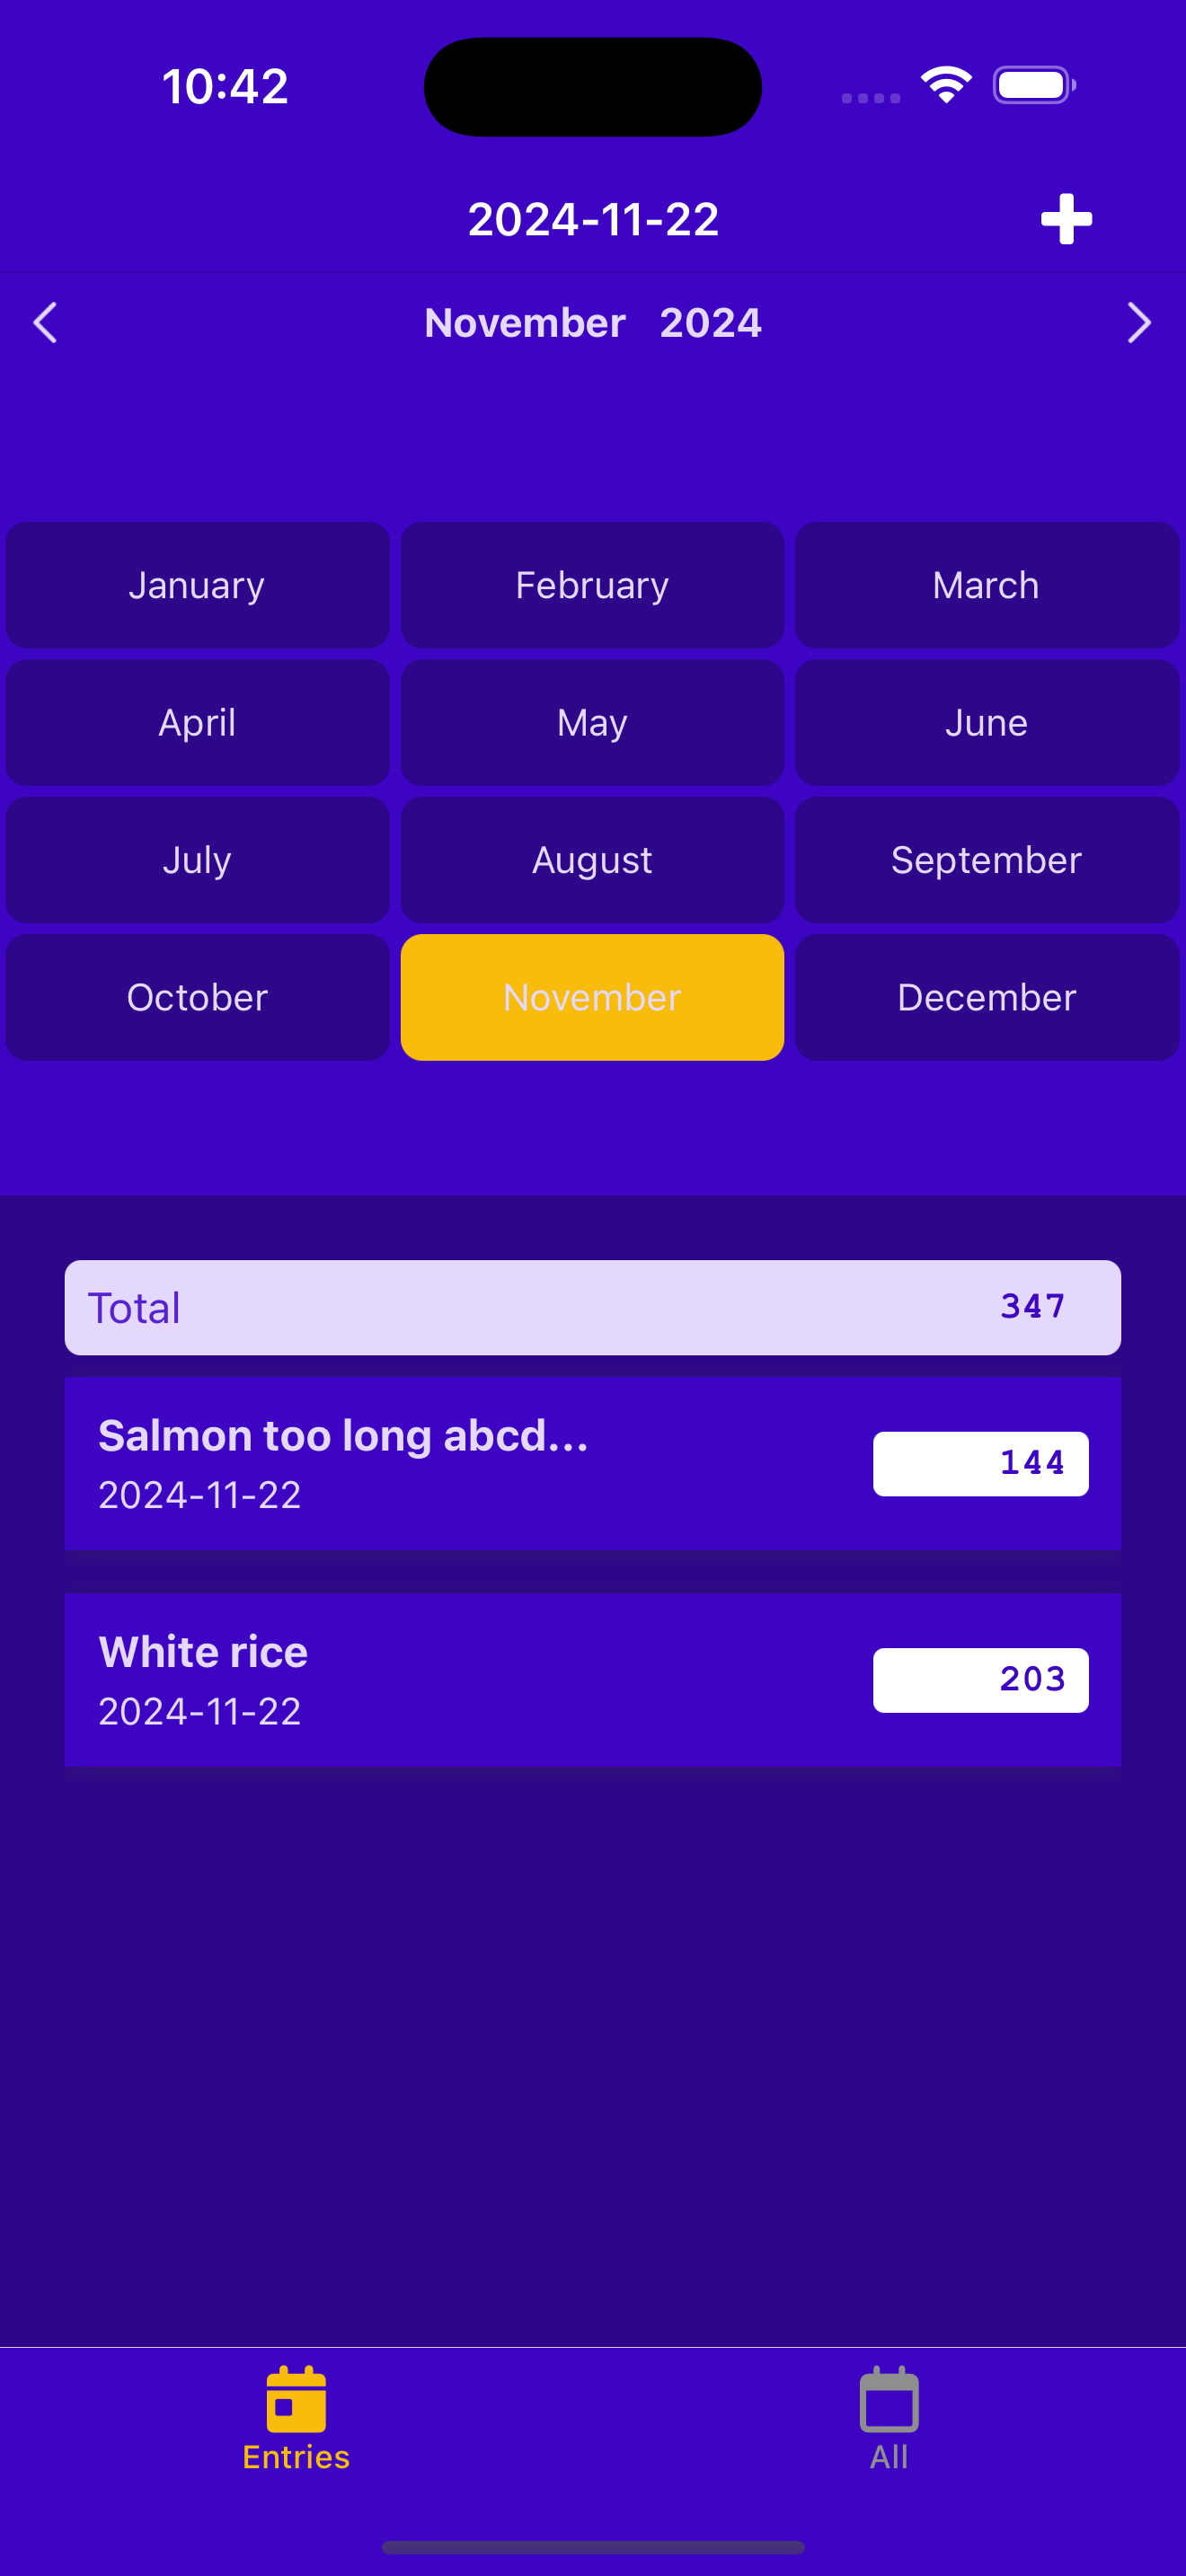 10:42
2024-11-22
November 2024
January February March
April May June
July August September
October November December
Total 347
Salmon too long abcd...
2024-11-22
144
White rice
2024-11-22
203
Entries All